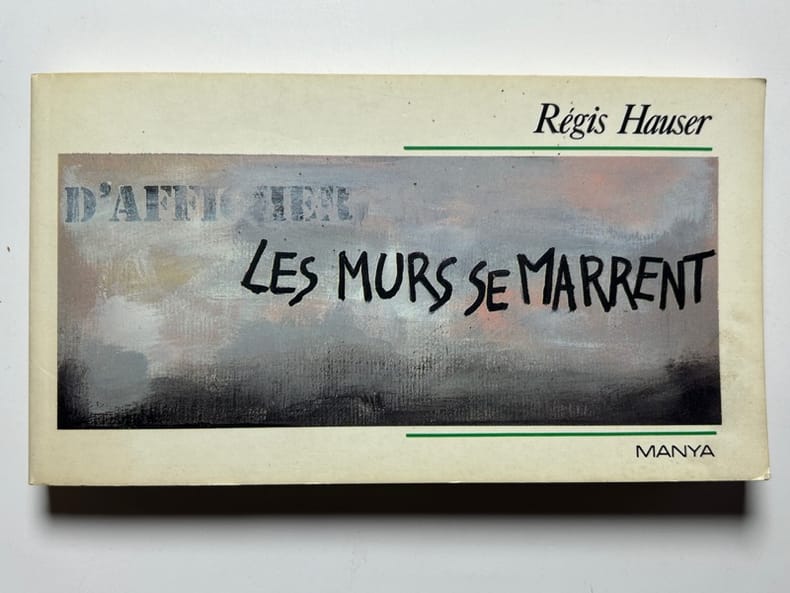 Régis Hauser
D'AFFICHER
LES MURS SE MARRENT
MANYA